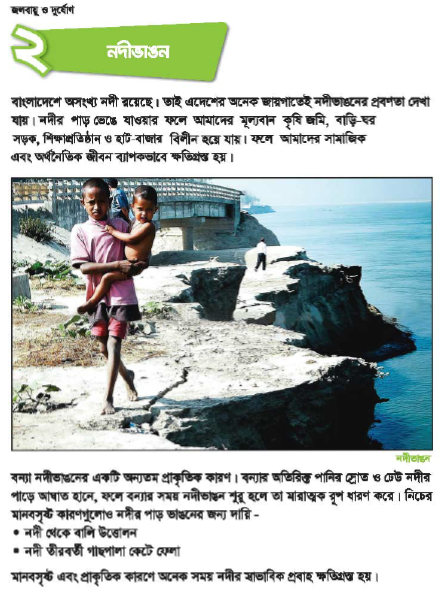 জলবায়ু ও দুর্যোগ
২
নদীভাঙন
বাংলাদেশে অসংখ্য নদী রয়েছে। তাই এদেশের অনেক জায়গাতেই নদীভাঙনের প্রবণতা দেখা
যায়। নদীর পাড় ভেঙে যাওয়ার ফলে আমাদের মূল্যবান কৃষি জমি, বাড়ি-ঘর
সড়ক, শিক্ষাপ্রতিষ্ঠান ও হাট-বাজার বিলীন হয়ে যায়। ফলে আমাদের সামাজিক
এবং অর্থনৈতিক জীবন ব্যাপকভাবে ক্ষতিগ্রস্ত হয়।
নদীভাঙন
বন্যা নদীভাঙনের একটি অন্যতম প্রাকৃতিক কারণ। বন্যার অতিরিক্ত পানির স্রোত ও ঢেউ নদীর
পাড়ে আঘাত হানে, ফলে বন্যার সময় নদীভাঙন শুরু হলে তা মারাত্মক রূপ ধারণ করে। নিচের
মানবসৃষ্ট কারণগুলোও নদীর পাড় ভাঙনের জন্য দায়ি -
• নদী থেকে বালি উত্তোলন
• নদী তীরবর্তী গাছপালা কেটে ফেলা
মানবসৃষ্ট এবং প্রাকৃতিক কারণে অনেক সময় নদীর স্বাভাবিক প্রবাহ ক্ষতিগ্রস্ত হয়।